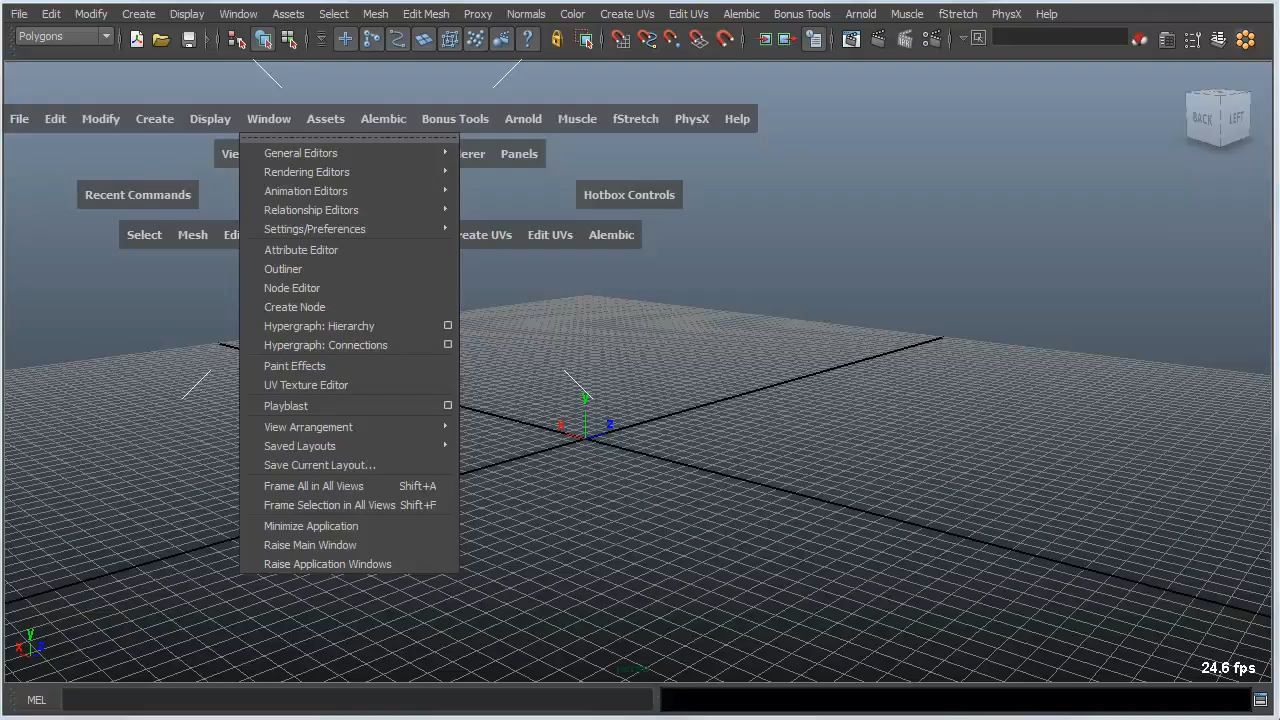 File Edit Modify Create Display Window Assets Select Mesh Edit Mesh Proxy Normals Color Create UVs Edit UVs Alembic Bonus Tools Arnold Muscle fStretch PhysX Help
Polygons
File Edit Modify Create Display Window Assets Alembic Bonus Tools Arnold Muscle fStretch PhysX Help
BACK LEFT
Panels
Recent Commands
Hotbox Controls
Select Mesh Edit UVs Alembic
General Editors
Rendering Editors
Animation Editors
Relationship Editors
Settings/Preferences
Attribute Editor
Outliner
Node Editor
Create Node
Hypergraph: Hierarchy
Hypergraph: Connections
Paint Effects
UV Texture Editor
Playblast
View Arrangement
Saved Layouts
Save Current Layout...
Frame All in All Views Shift+A
Frame Selection in All Views Shift+F
Minimize Application
Raise Main Window
Raise Application Windows
y
x z
y
x z
24.6 fps
MEL